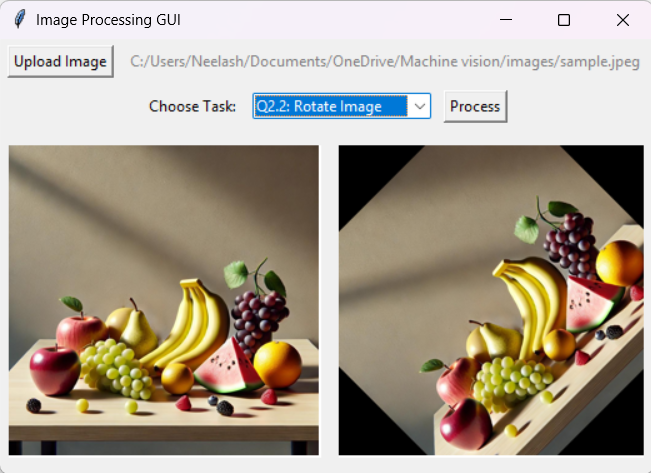 Image Processing GUI
Upload Image C:/Users/Neelash/Documents/OneDrive/Machine vision/images/sample.jpeg
Choose Task: Q2.2: Rotate Image Process